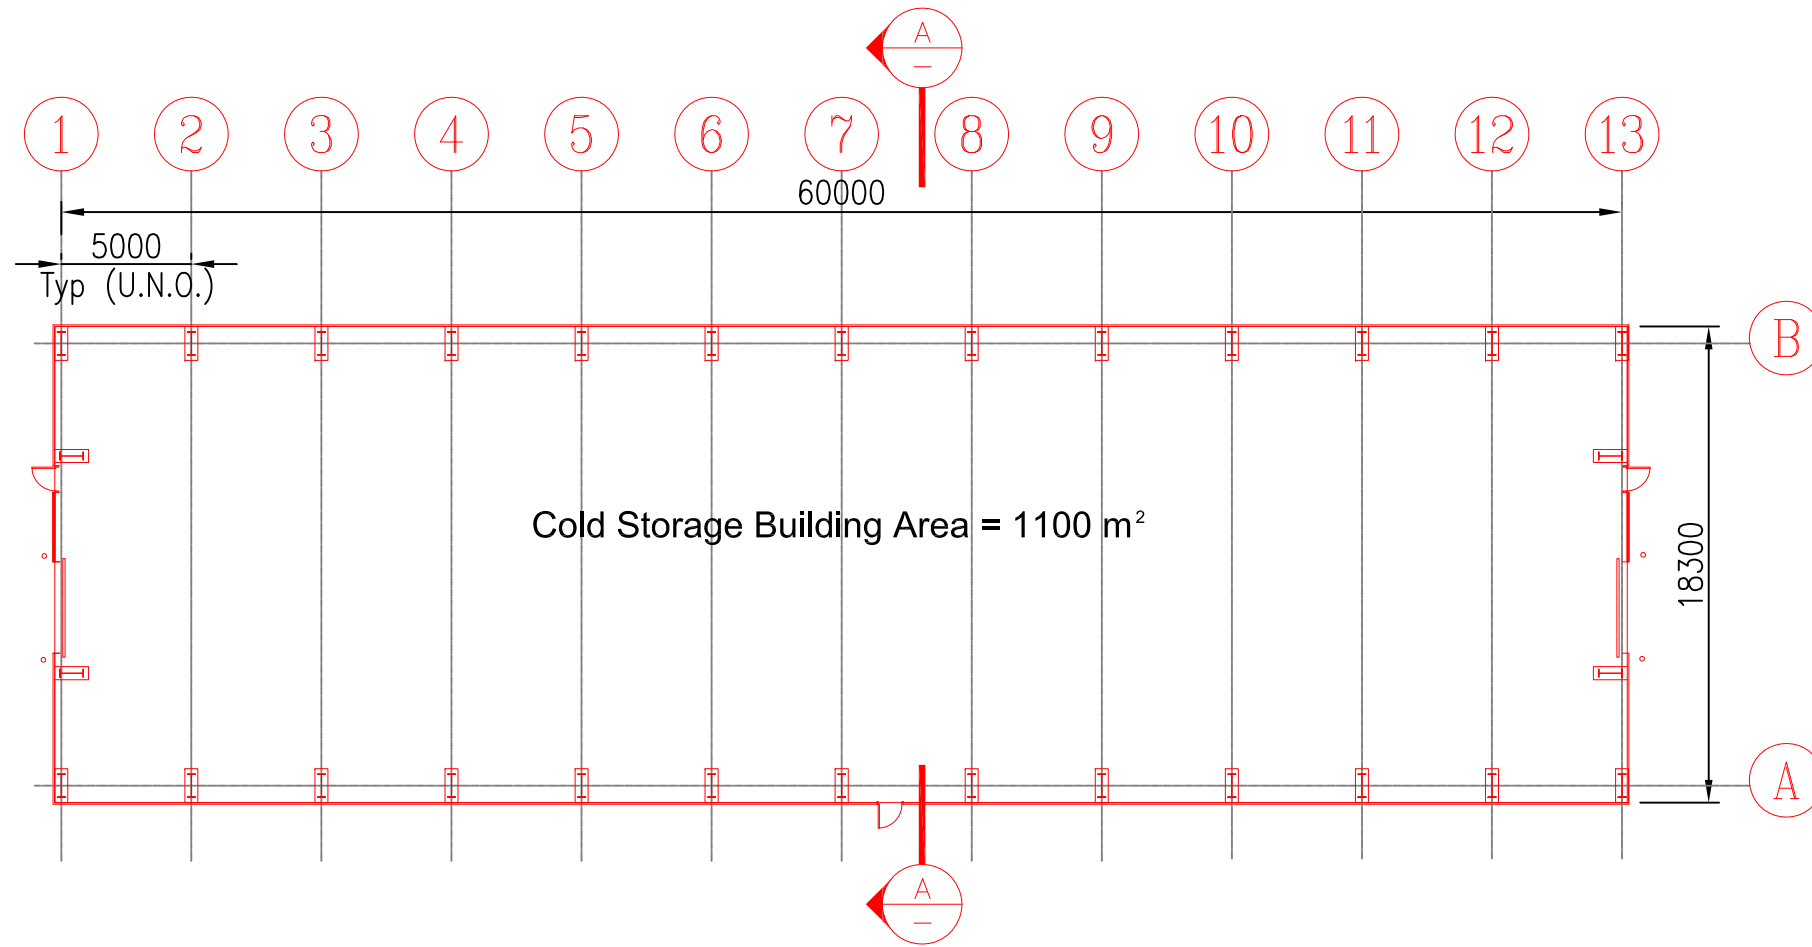 A
—
1 2 3 4 5 6 7 8 9 10 11 12 13
60000
5000
Typ (U.N.O.)
B
Cold Storage Building Area = 1100 m²
18300
A
A
—